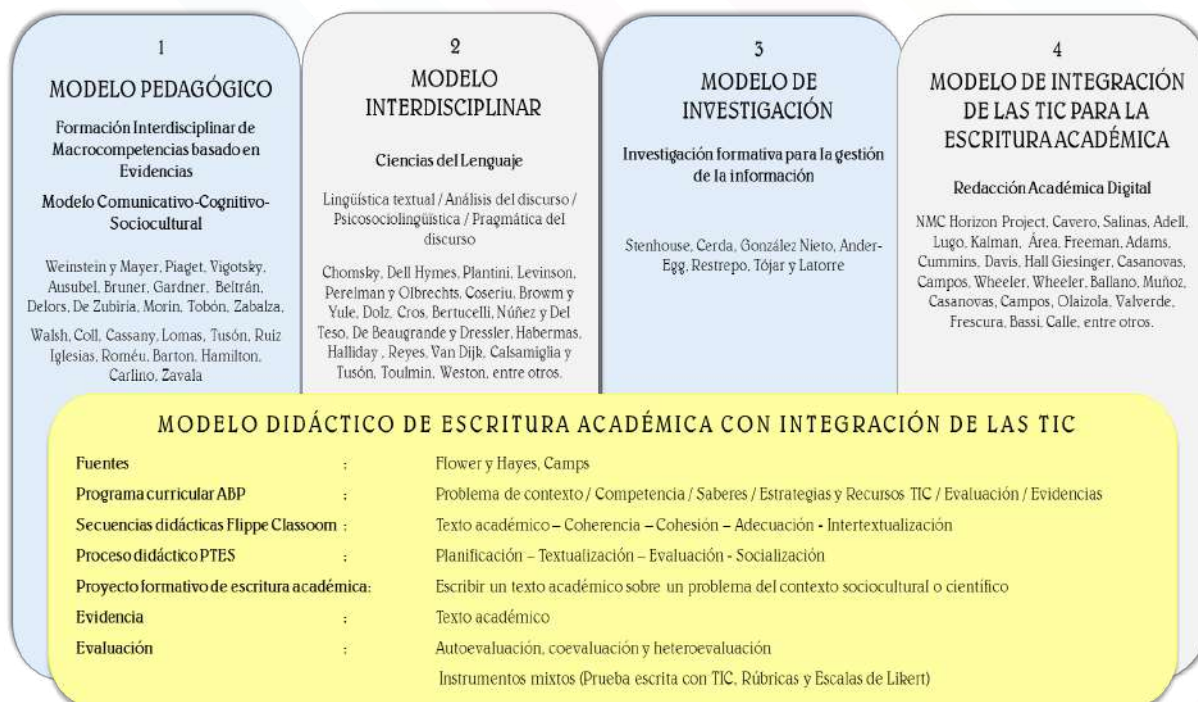 1
MODELO PEDAGÓGICO
Formación Interdisciplinar de
Macrocompetencias basado en
Evidencias
Modelo Comunicativo-Cognitivo-
Sociocultural
Weinstein y Mayer, Piaget, Vigotsky,
Ausubel, Bruner, Gardner, Beltrán,
Delors, De Zubiría, Morin, Tobón, Zabalza,
Walsh, Coll, Cassany, Lomas, Tusón, Ruiz
Iglesias, Roméu, Barton, Hamilton,
Carlino, Zavala
2
MODELO
INTERDISCIPLINAR
Ciencias del Lenguaje
Lingüística textual / Análisis del discurso /
Psicosociolingüística / Pragmática del
discurso
Chomsky, Dell Hymes, Plantini, Levinson,
Perelman y Olbrechts, Coseriu, Browm y
Yule, Dolz, Cros, Bertucelli, Núñez y Del
Teso, De Beaugrande y Dressler, Habermas,
Halliday , Reyes, Van Dijk, Calsamiglia y
Tusón, Toulmin, Weston, entre otros.
3
MODELO DE
INVESTIGACIÓN
Investigación formativa para la gestión
de la información
Stenhouse, Cerda, González Nieto, Ander-
Egg, Restrepo, Tójar y Latorre
4
MODELO DE INTEGRACIÓN
DE LAS TIC PARA LA
ESCRITURA ACADÉMICA
Redacción Académica Digital
NMC Horizon Project, Cavero, Salinas, Adell,
Lugo, Kalman, Área, Freeman, Adams,
Cummins, Davis, Hall Giesinger, Casanovas,
Campos, Wheeler, Wheeler, Ballano, Muñoz,
Casanovas, Campos, Olaizola, Valverde,
Frescura, Bassi, Calle, entre otros.
MODELO DIDÁCTICO DE ESCRITURA ACADÉMICA CON INTEGRACIÓN DE LAS TIC
Fuentes : Flower y Hayes, Camps
Programa curricular ABP : Problema de contexto / Competencia / Saberes / Estrategias y Recursos TIC / Evaluación / Evidencias
Secuencias didácticas Flippe Classoom : Texto académico – Coherencia – Cohesión – Adecuación - Intertextualización
Proceso didáctico PTES : Planificación – Textualización – Evaluación - Socialización
Proyecto formativo de escritura académica: Escribir un texto académico sobre un problema del contexto sociocultural o científico
Evidencia : Texto académico
Evaluación : Autoevaluación, coevaluación y heteroevaluación
Instrumentos mixtos (Prueba escrita con TIC, Rúbricas y Escalas de Likert)